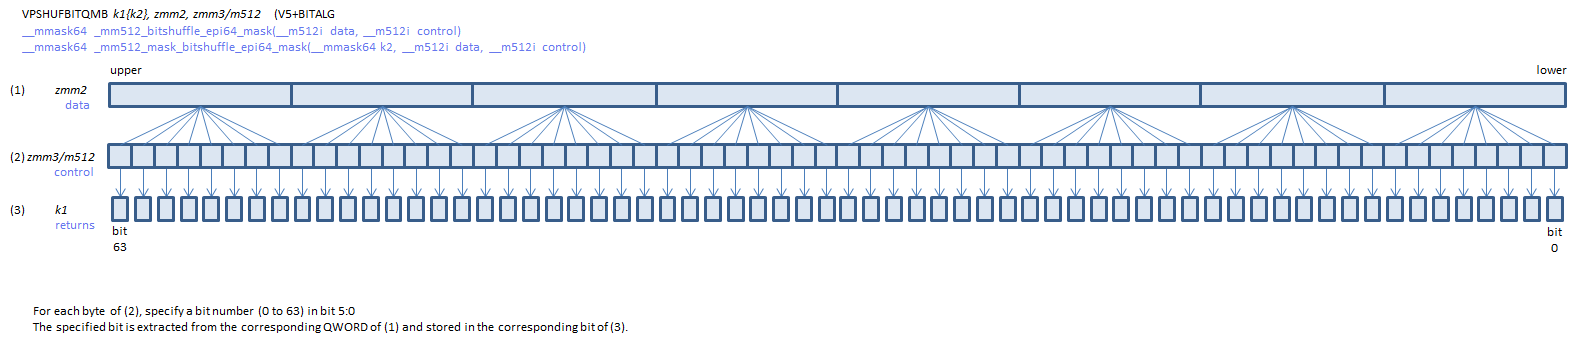 VPSHUFBITQMB k1{k2}, zmm2, zmm3/m512 (V5+BITALG
__mmask64 _mm512_bitshuffle_epi64_mask(__m512i data, __m512i control)
__mmask64 _mm512_mask_bitshuffle_epi64_mask(__mmask64 k2, __m512i data, __m512i control)
upper lower
(1) zmm2
data
(2) zmm3/m512
control
(3) k1
returns
bit bit
63 0
For each byte of (2), specify a bit number (0 to 63) in bit 5:0
The specified bit is extracted from the corresponding QWORD of (1) and stored in the corresponding bit of (3).